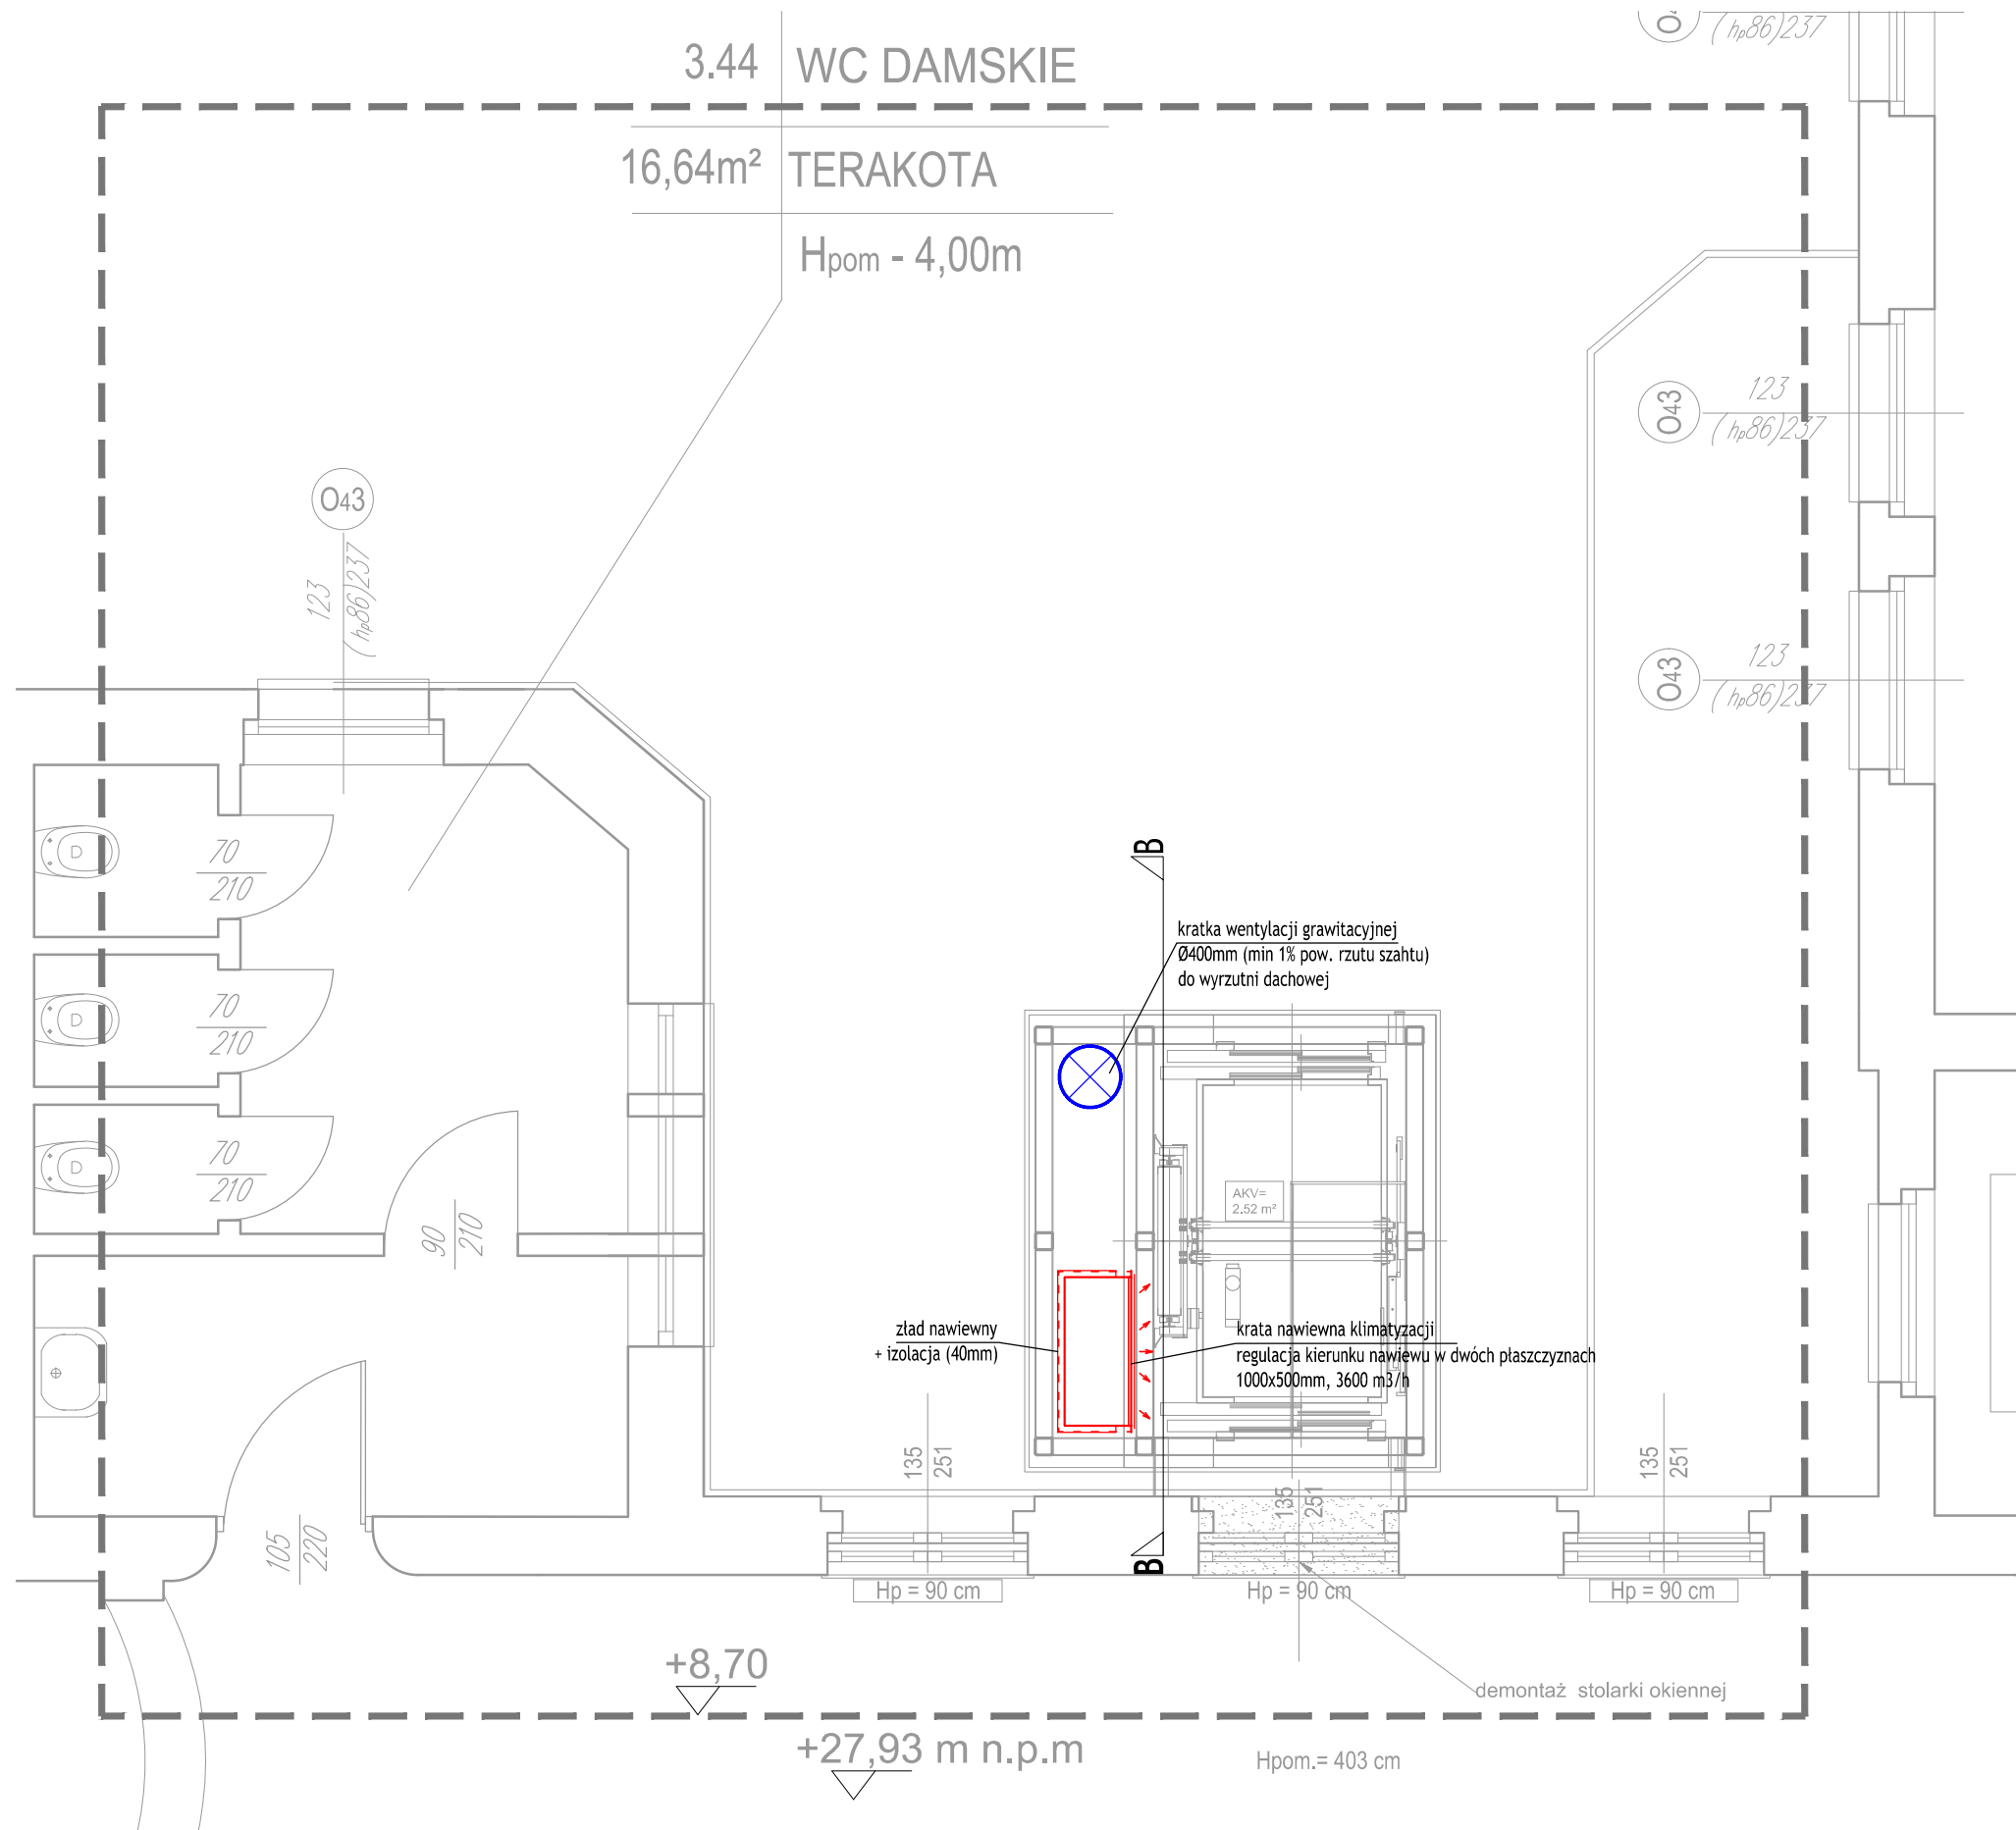 3.44 WC DAMSKIE
16,64m² TERAKOTA
Hpom - 4,00m
(hp86)237
O43
123
(hp86)237
O43
123
(hp86)237
O43
123
(hp86)237
70
210
70
210
70
210
90
210
105
220
B
kratka wentylacji grawitacyjnej
Ø400mm (min 1% pow. rzutu szahtu)
do wyrzutni dachowej
AKV=
2.52 m²
zład nawiewny
+ izolacja (40mm)
krata nawiewna klimatyzacji
regulacja kierunku nawiewu w dwóch płaszczyznach
1000x500mm, 3600 m3/h
135
251
135
251
135
251
B
Hp = 90 cm
Hp = 90 cm
Hp = 90 cm
+8,70
demontaż stolarki okiennej
+27,93 m n.p.m
Hpom.= 403 cm